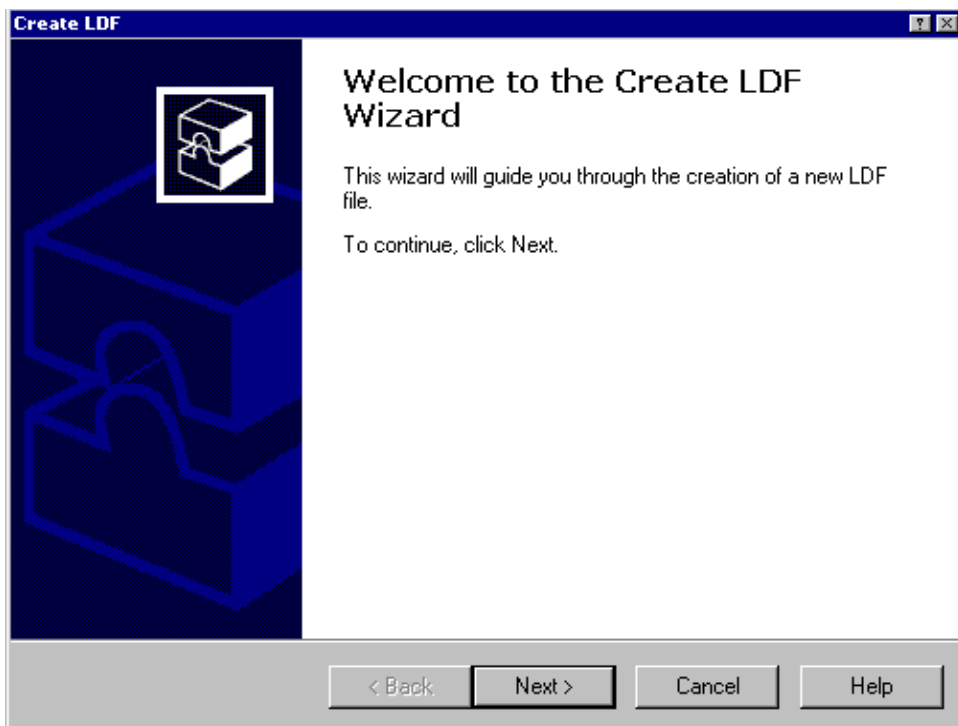 Create LDF
Welcome to the Create LDF
Wizard
This wizard will guide you through the creation of a new LDF
file.
To continue, click Next.
< Back
Next >
Cancel
Help